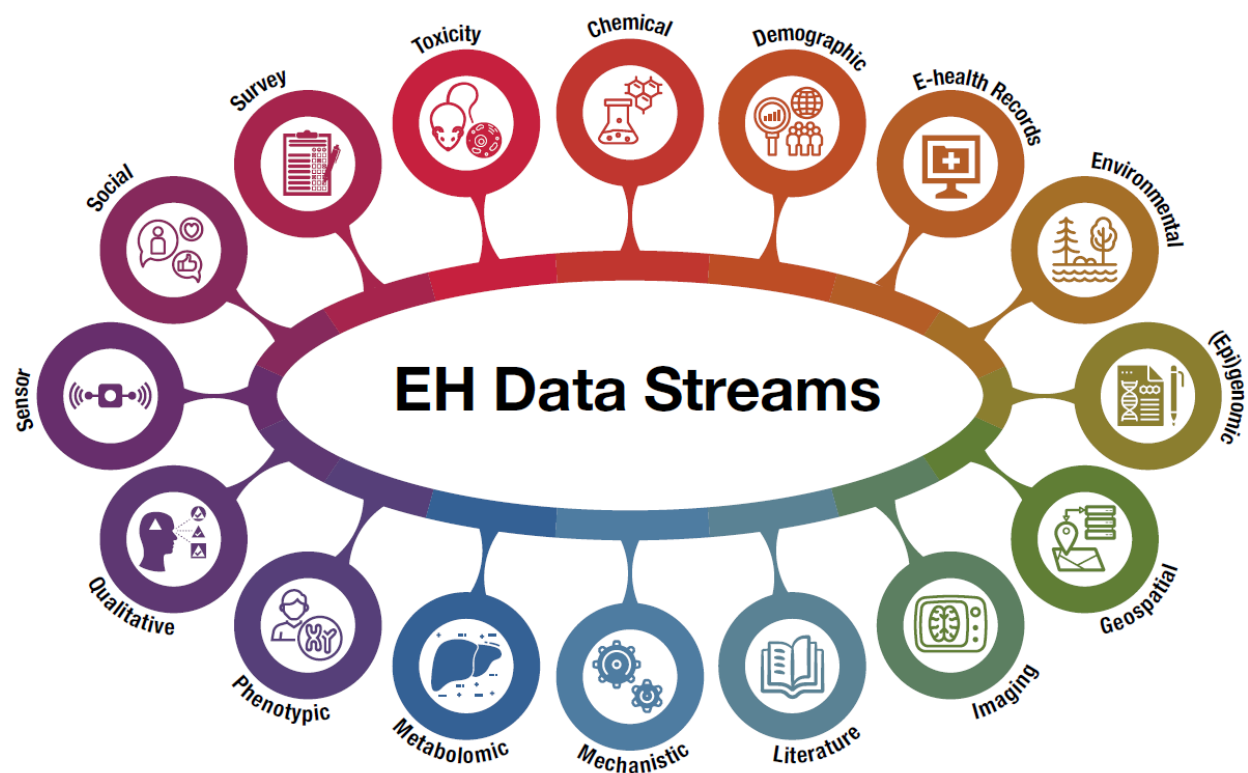 Chemical
Demographic
E-health Records
Environmental
(Epi)genomic
Geospatial
Imaging
Literature
Mechanistic
Metabolomic
Phenotypic
Qualitative
Sensor
Social
Survey
Toxicity
EH Data Streams